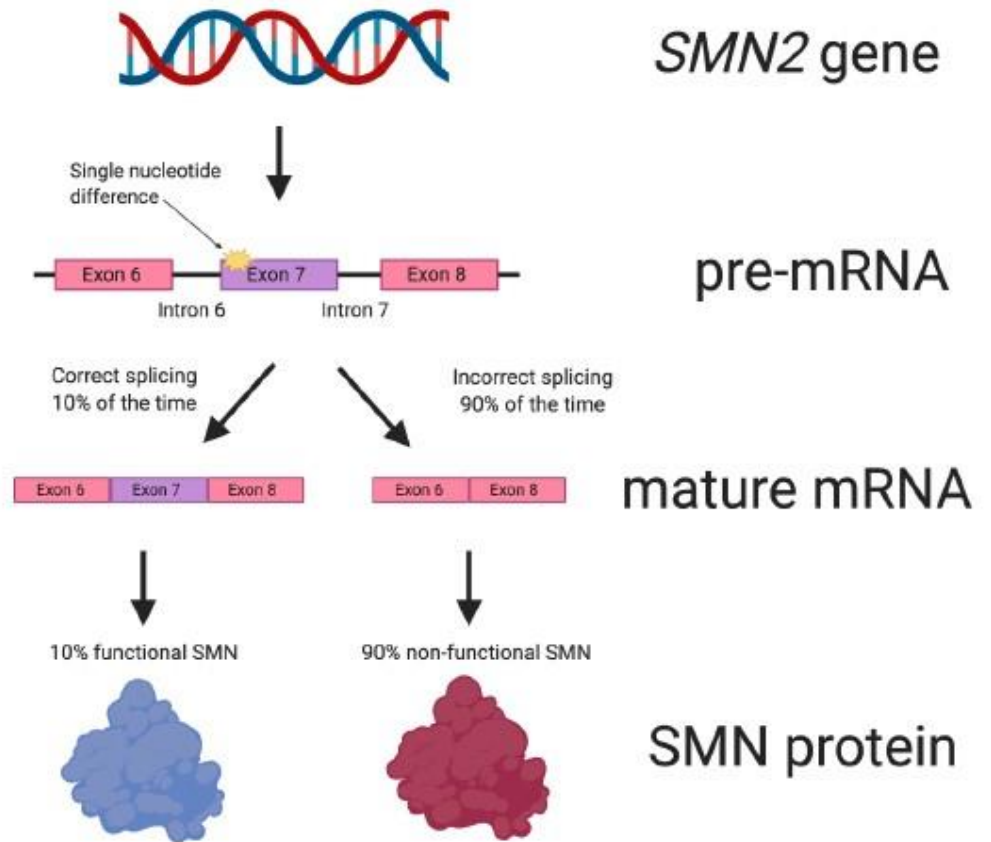 SMN2 gene
Single nucleotide
difference
Exon 6
Exon 7
Exon 8
Intron 6
Intron 7
pre-mRNA
Correct splicing
10% of the time
Incorrect splicing
90% of the time
Exon 6
Exon 7
Exon 8
Exon 6
Exon 8
mature mRNA
10% functional SMN
90% non-functional SMN
SMN protein